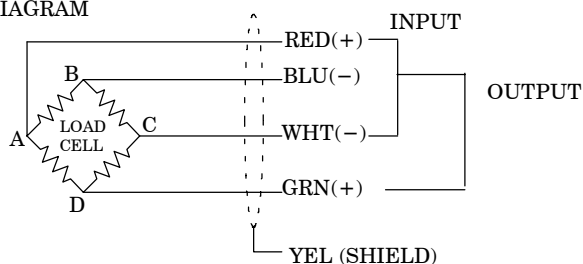 IAGRAM
INPUT
RED(+)
B
BLU(−)
OUTPUT
LOAD
CELL
A
C
WHT(−)
D
GRN(+)
YEL (SHIELD)